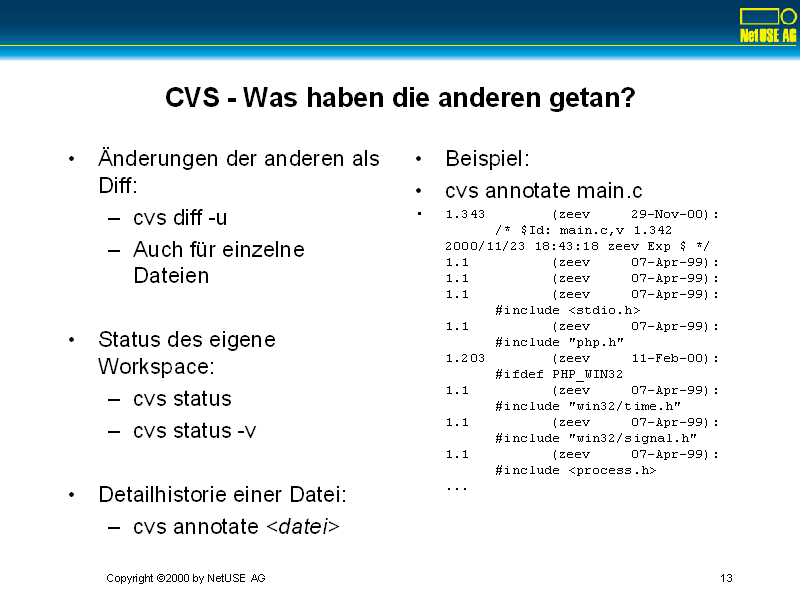 NetUSE AG
CVS - Was haben die anderen getan?
• Änderungen der anderen als
Diff:
– cvs diff -u
– Auch für einzelne
Dateien
• Status des eigene
Workspace:
– cvs status
– cvs status -v
• Detailhistorie einer Datei:
– cvs annotate <datei>
• Beispiel:
• cvs annotate main.c
• 1.343 (zeev 29-Nov-00):
/* $Id: main.c,v 1.342
2000/11/23 18:43:18 zeev Exp $ */
1.1 (zeev 07-Apr-99):
1.1 (zeev 07-Apr-99):
1.1 (zeev 07-Apr-99):
#include <stdio.h>
1.1 (zeev 07-Apr-99):
#include "php.h"
1.203 (zeev 11-Feb-00):
#ifdef PHP_WIN32
1.1 (zeev 07-Apr-99):
#include "win32/time.h"
1.1 (zeev 07-Apr-99):
#include "win32/signal.h"
1.1 (zeev 07-Apr-99):
#include <process.h>
...
Copyright ©2000 by NetUSE AG
13